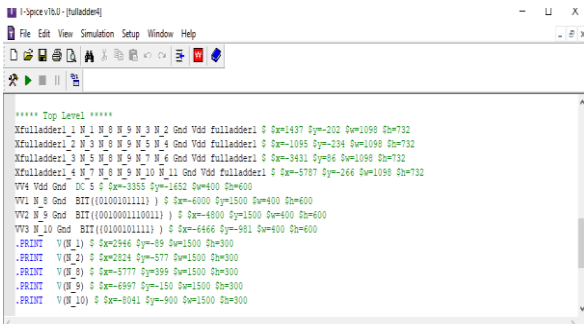 T-Spice v16.0 - [fulladder4]
File Edit View Simulation Setup Window Help
***** Top Level *****
Xfulladder1_1 N_1 N_8 N_9 N_3 N_2 Gnd Vdd fulladder1 $ $x=1437 $y=-202 $w=1098 $h=732
Xfulladder1_2 N_3 N_8 N_9 N_5 N_4 Gnd Vdd fulladder1 $ $x=-1095 $y=-234 $w=1098 $h=732
Xfulladder1_3 N_5 N_8 N_9 N_7 N_6 Gnd Vdd fulladder1 $ $x=-3431 $y=86 $w=1098 $h=732
Xfulladder1_4 N_7 N_8 N_9 N_10 N_11 Gnd Vdd fulladder1 $ $x=-5787 $y=-266 $w=1098 $h=732
VV4 Vdd Gnd DC 5 $ $x=-3355 $y=-1652 $w=400 $h=600
VV1 N_8 Gnd BIT({0100101111} ) $ $x=-6000 $y=1500 $w=400 $h=600
VV2 N_9 Gnd BIT({0010001110011} ) $ $x=-4800 $y=1500 $w=400 $h=600
VV3 N_10 Gnd BIT({0100101111} ) $ $x=-6466 $y=-981 $w=400 $h=600
.PRINT V(N_1) $ $x=2946 $y=-89 $w=1500 $h=300
.PRINT V(N_2) $ $x=2824 $y=-577 $w=1500 $h=300
.PRINT V(N_8) $ $x=-5777 $y=399 $w=1500 $h=300
.PRINT V(N_9) $ $x=-6997 $y=-150 $w=1500 $h=300
.PRINT V(N_10) $ $x=-8041 $y=-900 $w=1500 $h=300